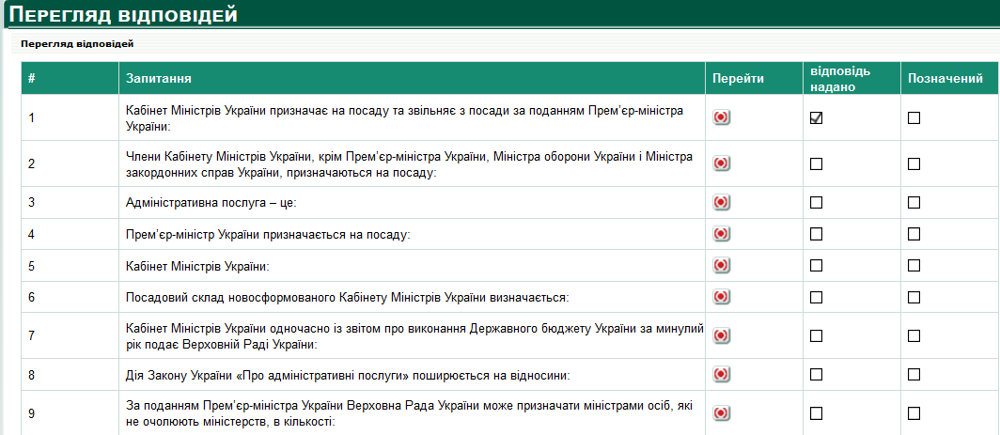 Перегляд відповідей
Перегляд відповідей
# Запитання Перейти відповідь надано Позначений
1 Кабінет Міністрів України призначає на посаду та звільняє з посади за поданням Прем’єр-міністра
України:
2 Члени Кабінету Міністрів України, крім Прем’єр-міністра України, Міністра оборони України і Міністра
закордонних справ України, призначаються на посаду:
3 Адміністративна послуга – це:
4 Прем’єр-міністр України призначається на посаду:
5 Кабінет Міністрів України:
6 Посадовий склад новосформованого Кабінету Міністрів України визначається:
7 Кабінет Міністрів України одночасно із звітом про виконання Державного бюджету України за минулий
рік подає Верховній Раді України:
8 Дія Закону України «Про адміністративні послуги» поширюється на відносини:
9 За поданням Прем’єр-міністра України Верховна Рада України може призначати міністрами осіб, які
не очолюють міністерств, в кількості: